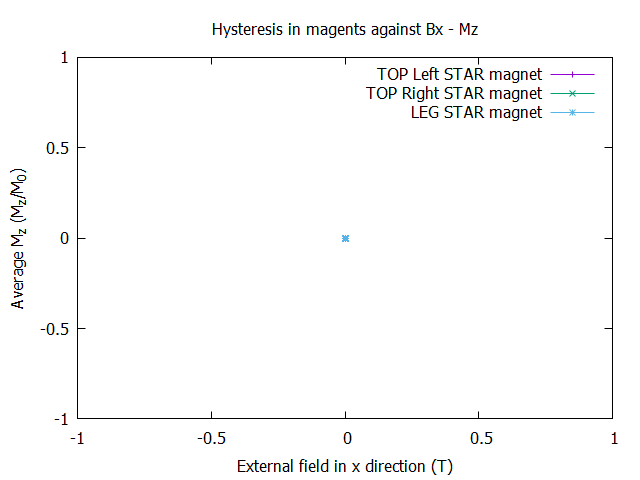 Hysteresis in magents against Bx - Mz
TOP Left STAR magnet
TOP Right STAR magnet
LEG STAR magnet
1
0.5
0
-0.5
-1
Average Mz (Mz/M0)
-1
-0.5
0
0.5
1
External field in x direction (T)